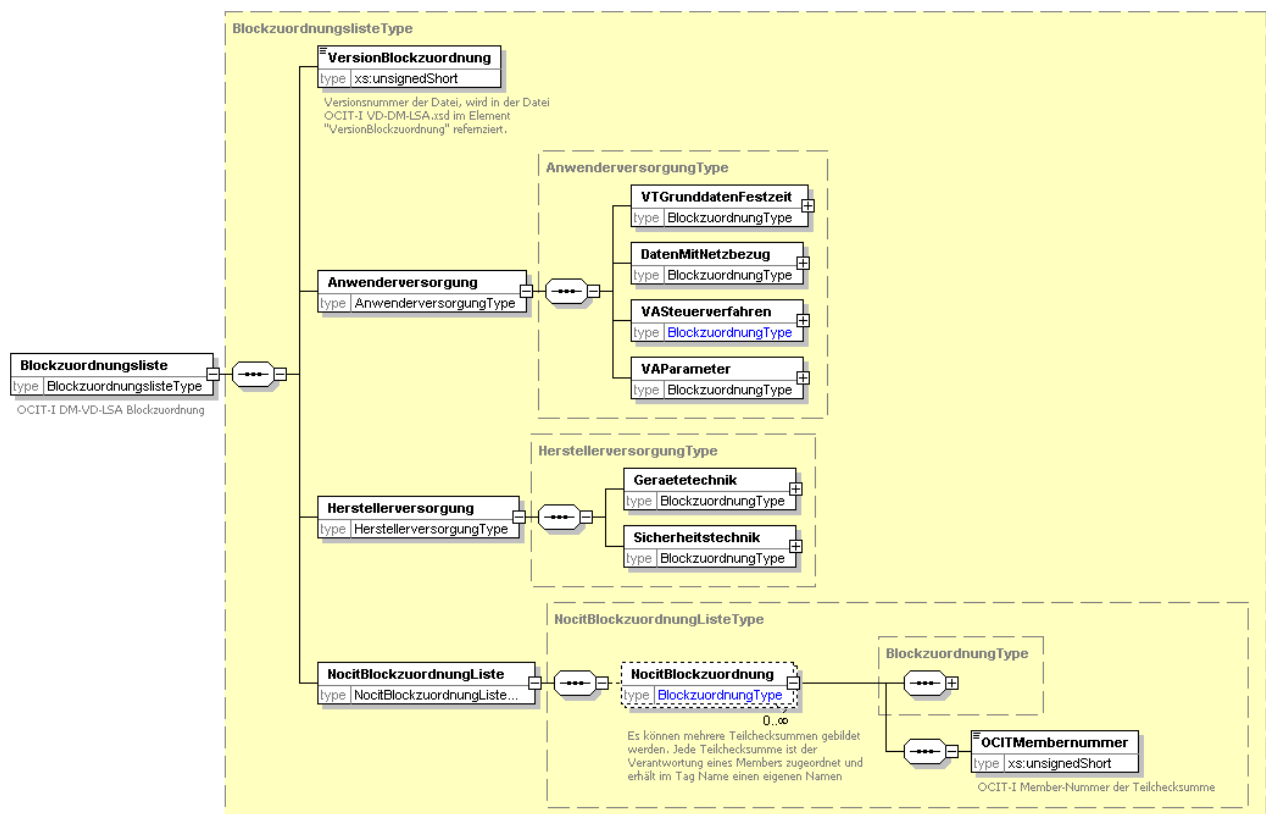 BlockzuordnungslisteType
VersionBlockzuordnung
type xs:unsignedShort
Versionsnummer der Datei, wird in der Datei
OCIT-I VD-DM-LSA.xsd im Element
"VersionBlockzuordnung" refernziert.
AnwenderversorgungType
VTGrunddatenFestzeit
type BlockzuordnungType
DatenMitNetzbezug
type BlockzuordnungType
Anwenderversorgung
type AnwenderversorgungType
VASteuerverfahren
type BlockzuordnungType
VAParameter
type BlockzuordnungType
Blockzuordnungsliste
type BlockzuordnungslisteType
OCIT-I DM-VD-LSA Blockzuordnung
HerstellerversorgungType
Geraetetechnik
type BlockzuordnungType
Herstellerversorgung
type HerstellerversorgungType
Sicherheitstechnik
type BlockzuordnungType
NocitBlockzuordnungListeType
BlockzuordnungType
NocitBlockzuordnungListe
type NocitBlockzuordnungListe...
NocitBlockzuordnung
type BlockzuordnungType
0..∞
Es können mehrere Teilchecksummen gebildet
werden. Jede Teilchecksumme ist der
Verantwortung eines Members zugeordnet und
erhält im Tag Name einen eigenen Namen
OCITMembernummer
type xs:unsignedShort
OCIT-I Member-Nummer der Teilchecksumme